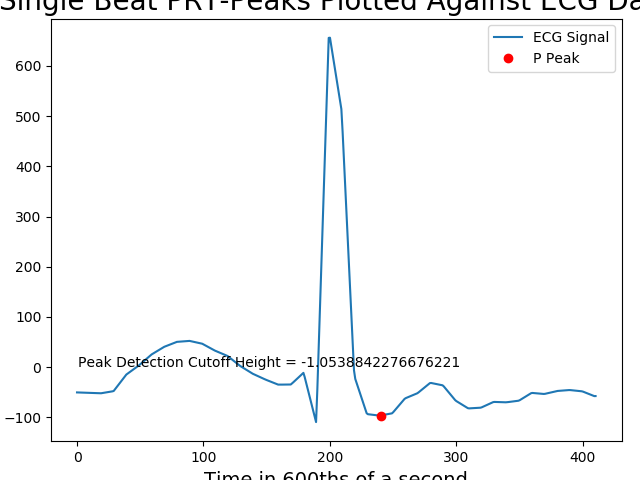 Single Beat PRT-Peaks Plotted Against ECG Da
ECG Signal
P Peak
600
500
400
300
200
100
0
−100
Peak Detection Cutoff Height = -1.0538842276676221
0 100 200 300 400
Time in 600ths of a second